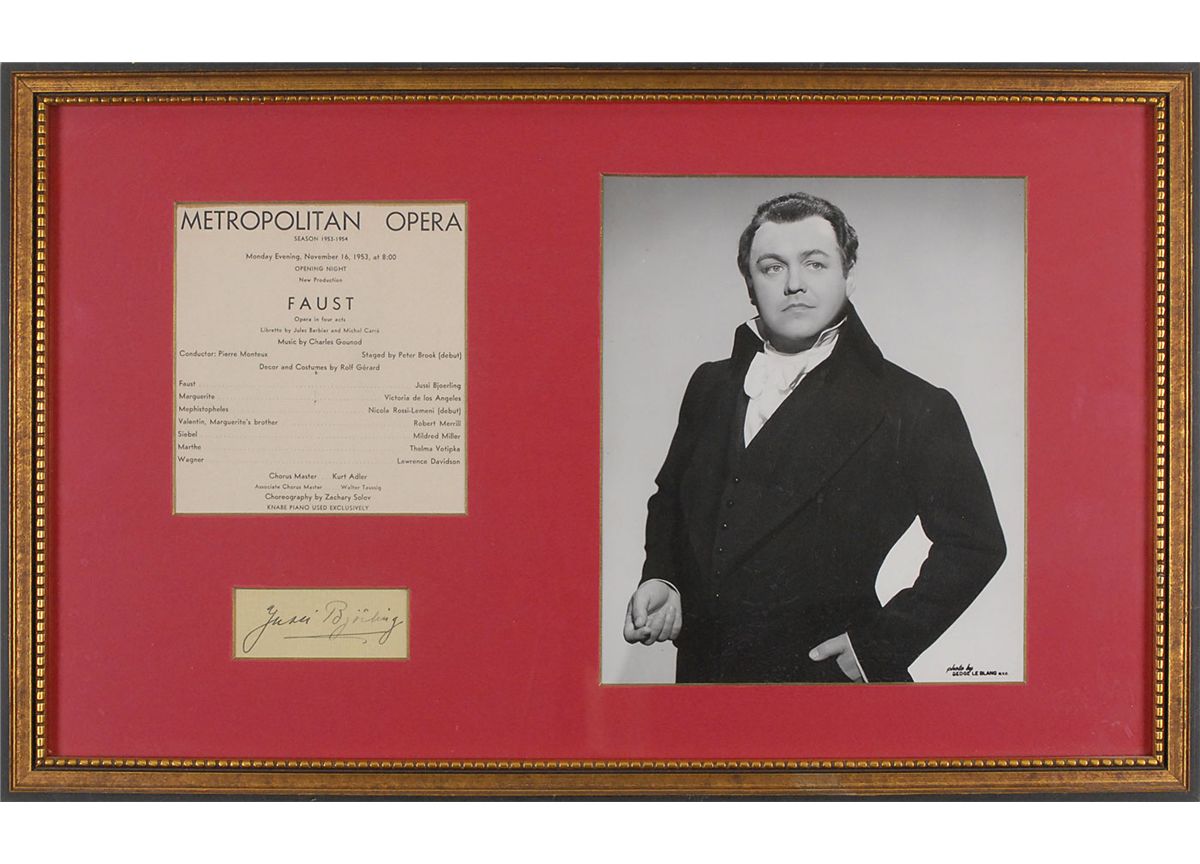 METROPOLITAN OPERA
SEASON 1953-1954
Monday Evening, November 16, 1953, at 8:00
OPENING NIGHT
New Production
FAUST
Opera in four acts
Libretto by Jules Barbier and Michel Carré
Music by Charles Gounod
Conductor: Pierre Monteux Staged by Peter Brook (debut)
Decor and Costumes by Rolf Gérard
Faust Jussi Bjoerling
Marguerite Victoria de los Angeles
Mephistopheles Nicola Rossi-Lemeni (debut)
Valentin, Marguerite's brother Robert Merrill
Siebel Mildred Miller
Marthe Thelma Votipka
Wagner Lawrence Davidson
Chorus Master Kurt Adler
Associate Chorus Master Walter Taussig
Choreography by Zachary Solov
KNABE PIANO USED EXCLUSIVELY
Jussi Björling
photo by
GEDGE LE BLANG N.Y.C.